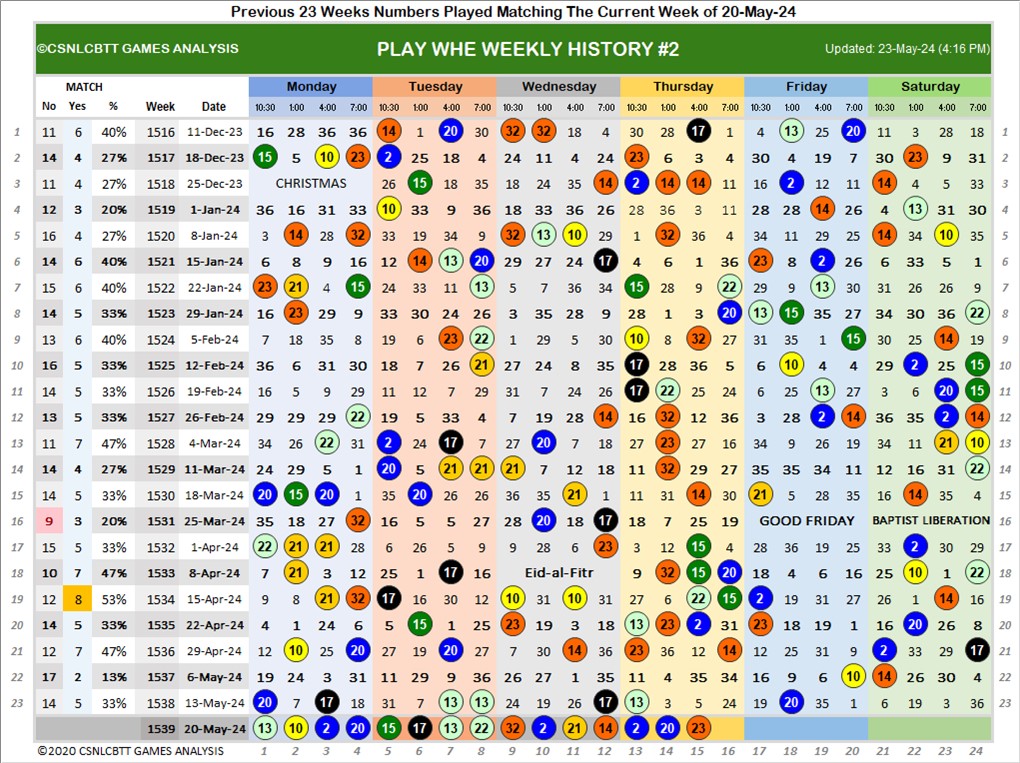 Previous 23 Weeks Numbers Played Matching The Current Week of 20-May-24
©CSNLCBTT GAMES ANALYSIS PLAY WHE WEEKLY HISTORY #2 Updated: 23-May-24 (4:16 PM)
MATCH Monday Tuesday Wednesday Thursday Friday Saturday
No Yes % Week Date 10:30 1:00 4:00 7:00 10:30 1:00 4:00 7:00 10:30 1:00 4:00 7:00 10:30 1:00 4:00 7:00 10:30 1:00 4:00 7:00 10:30 1:00 4:00 7:00
1 11 6 40% 1516 11-Dec-23 16 28 36 36 14 1 20 30 32 32 18 4 30 28 17 1 4 13 25 20 11 3 28 18 1
2 14 4 27% 1517 18-Dec-23 15 5 10 23 2 25 18 4 24 11 4 24 23 6 3 4 30 4 19 7 30 23 9 31 2
3 11 4 27% 1518 25-Dec-23 CHRISTMAS 26 15 18 35 18 24 35 14 2 14 14 11 16 2 12 11 14 4 5 33 3
4 12 3 20% 1519 1-Jan-24 36 16 31 33 10 33 9 36 18 33 36 26 28 36 3 11 28 28 14 26 4 13 31 30 4
5 16 4 27% 1520 8-Jan-24 3 14 28 32 33 19 34 9 32 13 10 29 1 32 36 4 34 11 29 25 14 34 10 35 5
6 14 6 40% 1521 15-Jan-24 6 8 9 16 12 14 13 20 29 27 24 17 4 6 1 36 23 8 2 26 6 33 5 1 6
7 15 6 40% 1522 22-Jan-24 23 21 4 15 24 33 11 13 5 7 36 34 15 28 9 22 29 9 13 30 31 26 26 9 7
8 14 5 33% 1523 29-Jan-24 16 23 29 9 33 30 24 26 3 35 28 9 28 1 3 20 13 15 35 27 34 30 36 22 8
9 13 6 40% 1524 5-Feb-24 7 18 35 8 19 6 23 22 1 29 5 30 10 8 32 27 31 35 1 15 30 25 14 19 9
10 16 5 33% 1525 12-Feb-24 36 6 31 30 18 7 26 21 27 24 8 35 17 28 36 5 6 10 4 4 29 2 25 15 10
11 14 5 33% 1526 19-Feb-24 16 5 9 29 11 12 7 29 31 7 24 26 17 22 25 24 6 25 13 27 3 6 20 15 11
12 13 5 33% 1527 26-Feb-24 29 29 29 22 19 5 33 4 7 19 28 14 16 32 12 36 3 28 2 14 36 35 2 14 12
13 11 7 47% 1528 4-Mar-24 34 26 22 31 2 24 17 7 27 20 7 18 27 23 27 16 34 9 26 19 34 11 21 10 13
14 14 4 27% 1529 11-Mar-24 24 29 5 1 20 5 21 21 21 7 12 18 11 32 29 27 35 35 34 11 12 16 31 22 14
15 14 5 33% 1530 18-Mar-24 20 15 20 1 35 20 26 26 36 35 21 1 11 31 14 30 21 5 28 35 16 14 35 4 15
16 9 3 20% 1531 25-Mar-24 35 18 27 32 16 5 5 27 28 20 18 17 18 7 25 19 GOOD FRIDAY BAPTIST LIBERATION 16
17 15 5 33% 1532 1-Apr-24 22 21 21 28 6 26 5 9 9 28 6 23 3 12 15 4 28 36 19 25 33 2 30 29 17
18 10 7 47% 1533 8-Apr-24 7 21 3 12 25 1 17 16 Eid-al-Fitr 9 32 15 20 18 4 6 16 25 10 1 22 18
19 12 8 53% 1534 15-Apr-24 9 8 21 32 17 16 30 12 10 31 10 31 27 6 22 15 2 19 31 27 26 3 14 16 19
20 14 5 33% 1535 22-Apr-24 4 1 24 6 5 15 1 25 23 19 3 18 13 23 2 31 23 18 19 1 16 20 26 8 20
21 12 7 47% 1536 29-Apr-24 12 10 25 20 27 19 20 27 30 11 14 36 23 36 12 14 12 25 31 9 2 33 29 17 21
22 17 2 13% 1537 6-May-24 19 24 3 31 11 29 9 36 26 27 1 35 11 4 35 34 16 9 6 10 14 26 30 4 22
23 14 5 33% 1538 13-May-24 20 7 17 18 31 7 13 13 24 19 26 17 13 3 5 24 19 20 35 1 6 19 3 36 23
1539 20-May-24 13 10 2 20 15 17 13 22 32 2 21 14 2 20 23
©2020 CSNLCBTT GAMES ANALYSIS 1 2 3 4 5 6 7 8 9 10 11 12 13 14 15 16 17 18 19 20 21 22 23 24